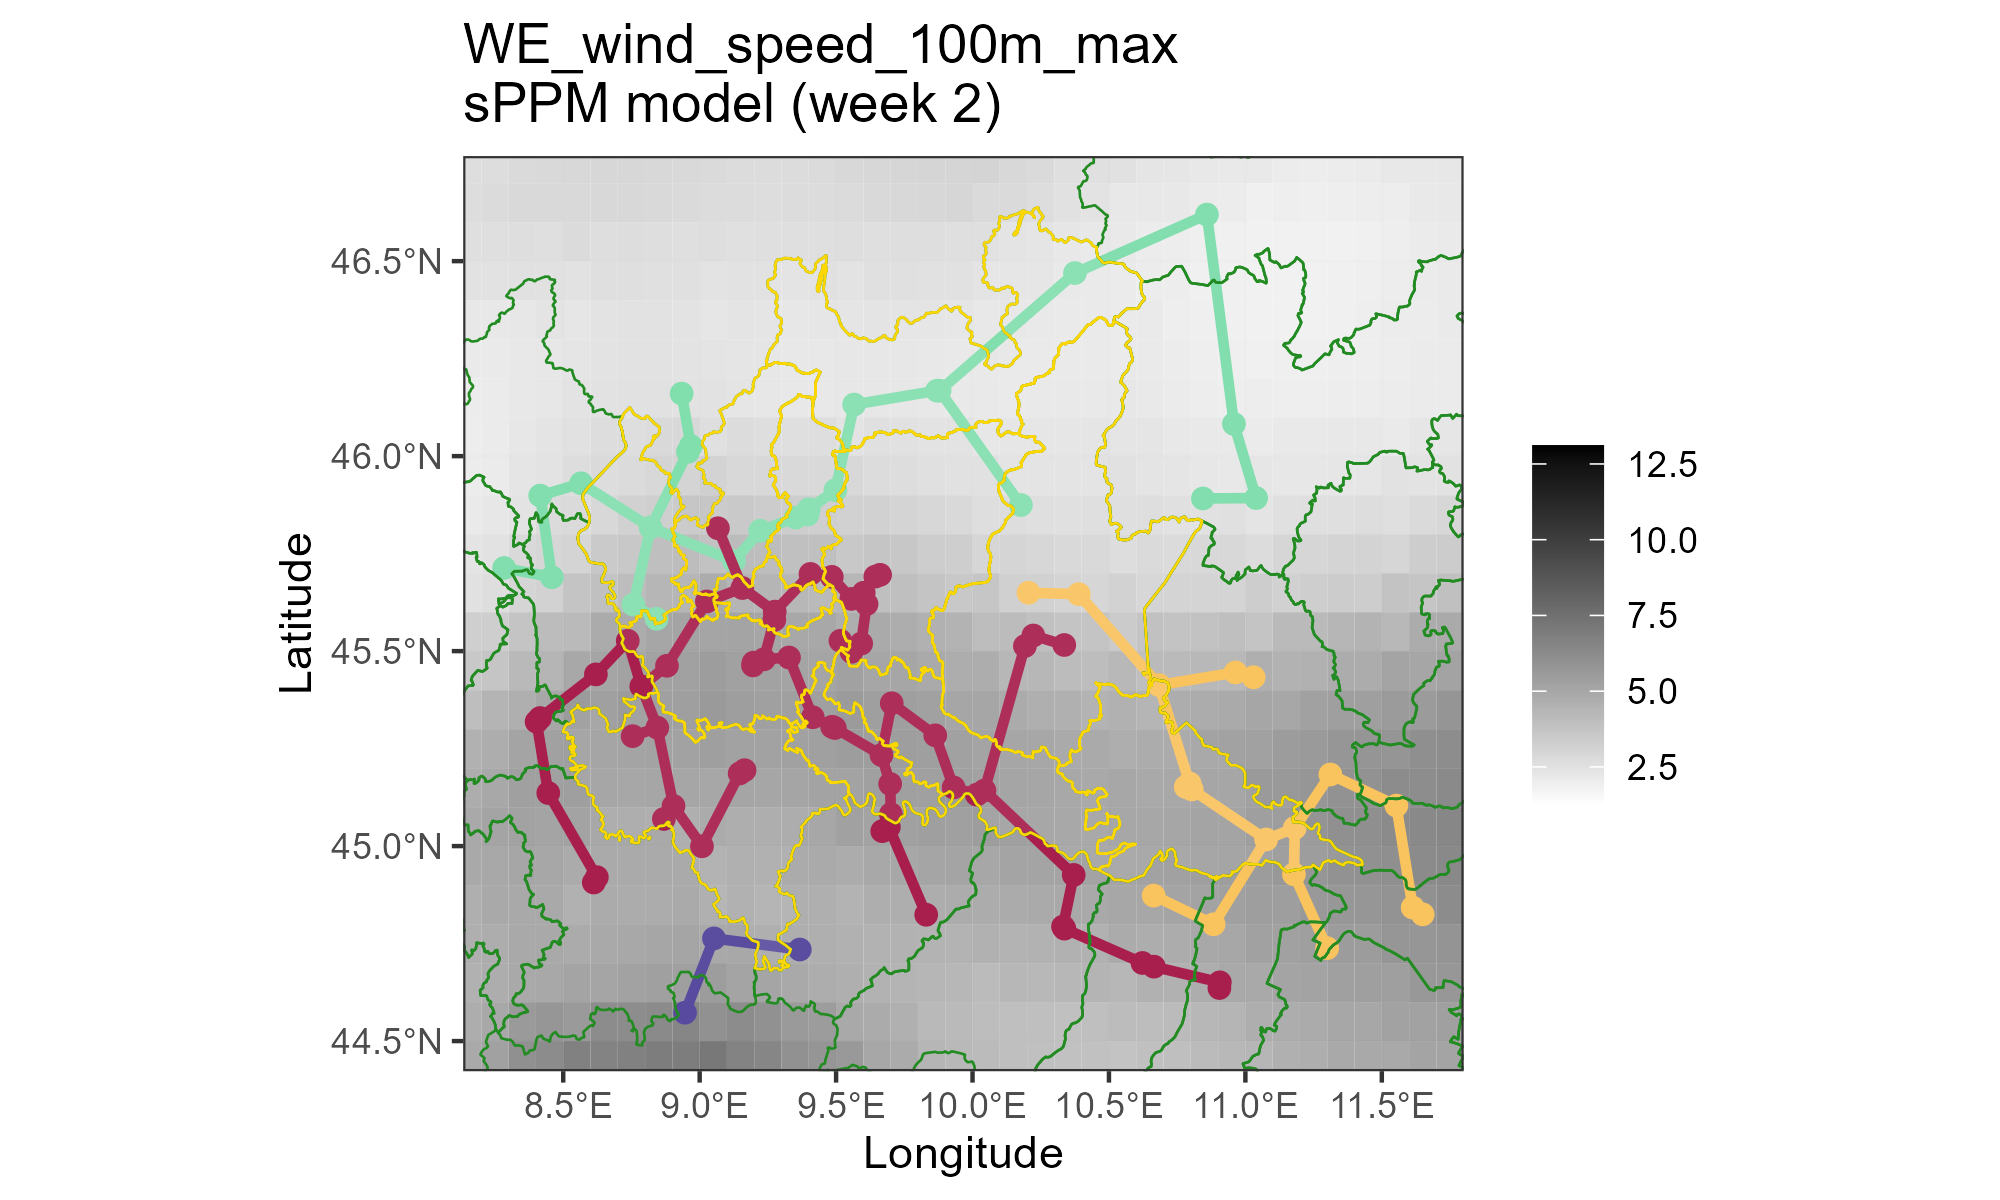 WE_wind_speed_100m_max
sPPM model (week 2)
Latitude
46.5°N
46.0°N
45.5°N
45.0°N
44.5°N
8.5°E
9.0°E
9.5°E
10.0°E
10.5°E
11.0°E
11.5°E
Longitude
12.5
10.0
7.5
5.0
2.5